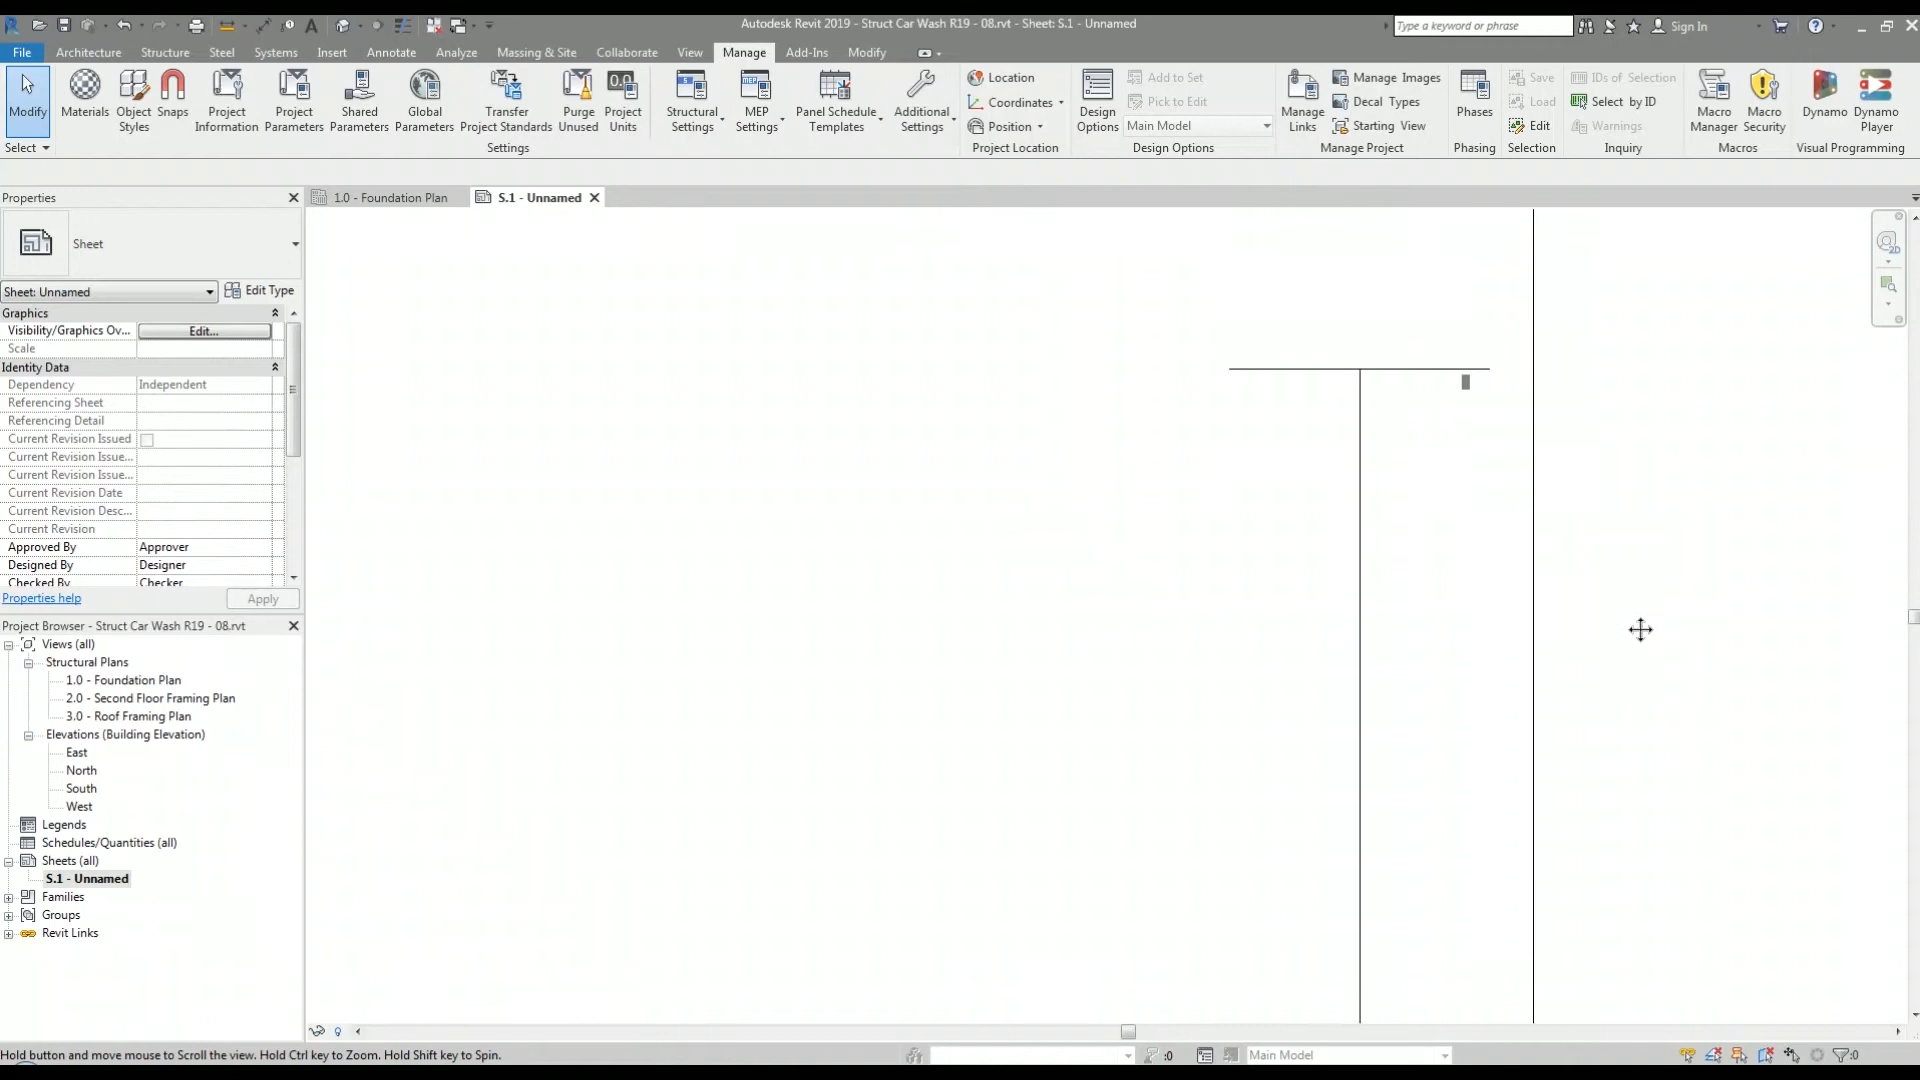 Autodesk Revit 2019 - Struct Car Wash R19 - 08.rvt - Sheet: S.1 - Unnamed
Type a keyword or phrase
Sign In
File Architecture Structure Steel Systems Insert Annotate Analyze Massing & Site Collaborate View Manage Add-Ins Modify
Modify
Select
Materials
Object Styles
Snaps
Project Information
Project Parameters
Shared Parameters
Global Parameters
Transfer Project Standards
Purge Unused
Project Units
Settings
Structural Settings
MEP Settings
Panel Schedule Templates
Additional Settings
Location
Coordinates
Position
Project Location
Design Options
Add to Set
Pick to Edit
Main Model
Design Options
Manage Links
Manage Images
Decal Types
Starting View
Manage Project
Phases
Phasing
Save
Load
Edit
Selection
IDs of Selection
Select by ID
Warnings
Inquiry
Macro Manager
Macro Security
Macros
Dynamo
Dynamo Player
Visual Programming
Properties
1.0 - Foundation Plan
S.1 - Unnamed
Sheet
Sheet: Unnamed
Edit Type
Graphics
Visibility/Graphics Ov... Edit...
Scale
Identity Data
Dependency Independent
Referencing Sheet
Referencing Detail
Current Revision Issued
Current Revision Issue...
Current Revision Issue...
Current Revision Date
Current Revision Desc...
Current Revision
Approved By Approver
Designed By Designer
Checked By Checker
Properties help
Apply
Project Browser - Struct Car Wash R19 - 08.rvt
Views (all)
Structural Plans
1.0 - Foundation Plan
2.0 - Second Floor Framing Plan
3.0 - Roof Framing Plan
Elevations (Building Elevation)
East
North
South
West
Legends
Schedules/Quantities (all)
Sheets (all)
S.1 - Unnamed
Families
Groups
Revit Links
2D
Hold button and move mouse to Scroll the view. Hold Ctrl key to Zoom. Hold Shift key to Spin.
:0
Main Model
:0